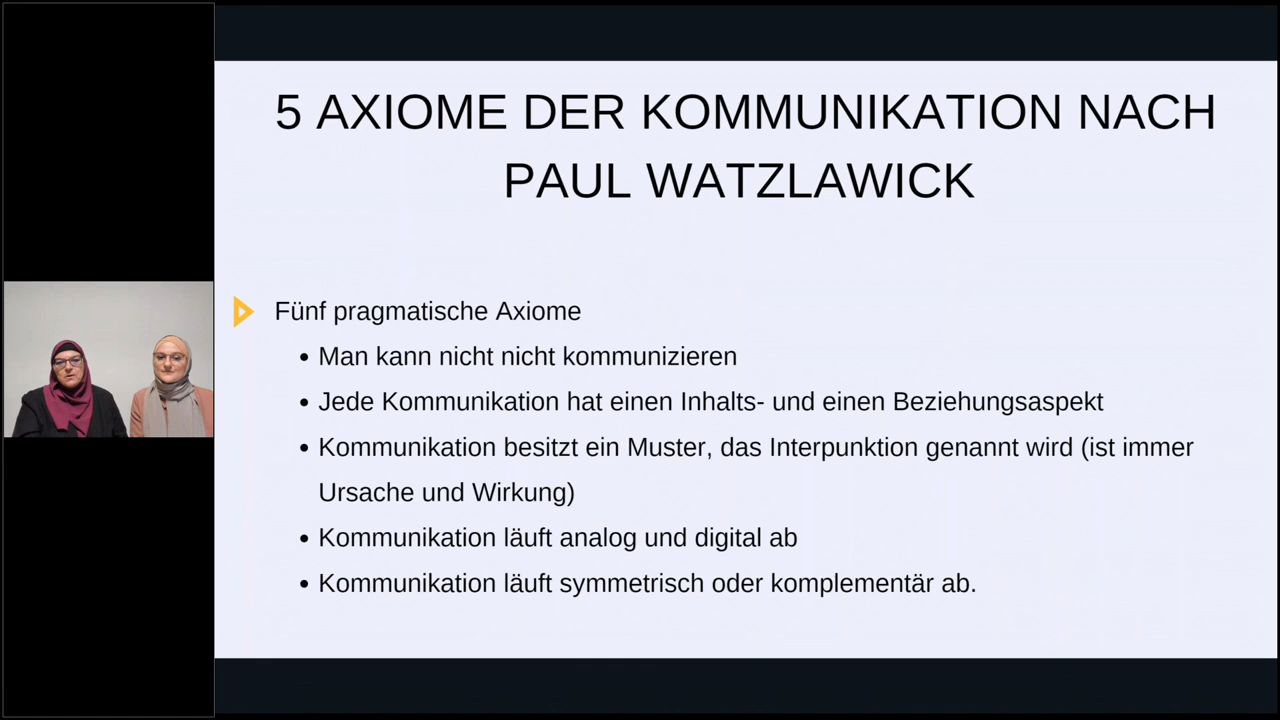 5 AXIOME DER KOMMUNIKATION NACH
PAUL WATZLAWICK
Fünf pragmatische Axiome
• Man kann nicht nicht kommunizieren
• Jede Kommunikation hat einen Inhalts- und einen Beziehungsaspekt
• Kommunikation besitzt ein Muster, das Interpunktion genannt wird (ist immer
Ursache und Wirkung)
• Kommunikation läuft analog und digital ab
• Kommunikation läuft symmetrisch oder komplementär ab.